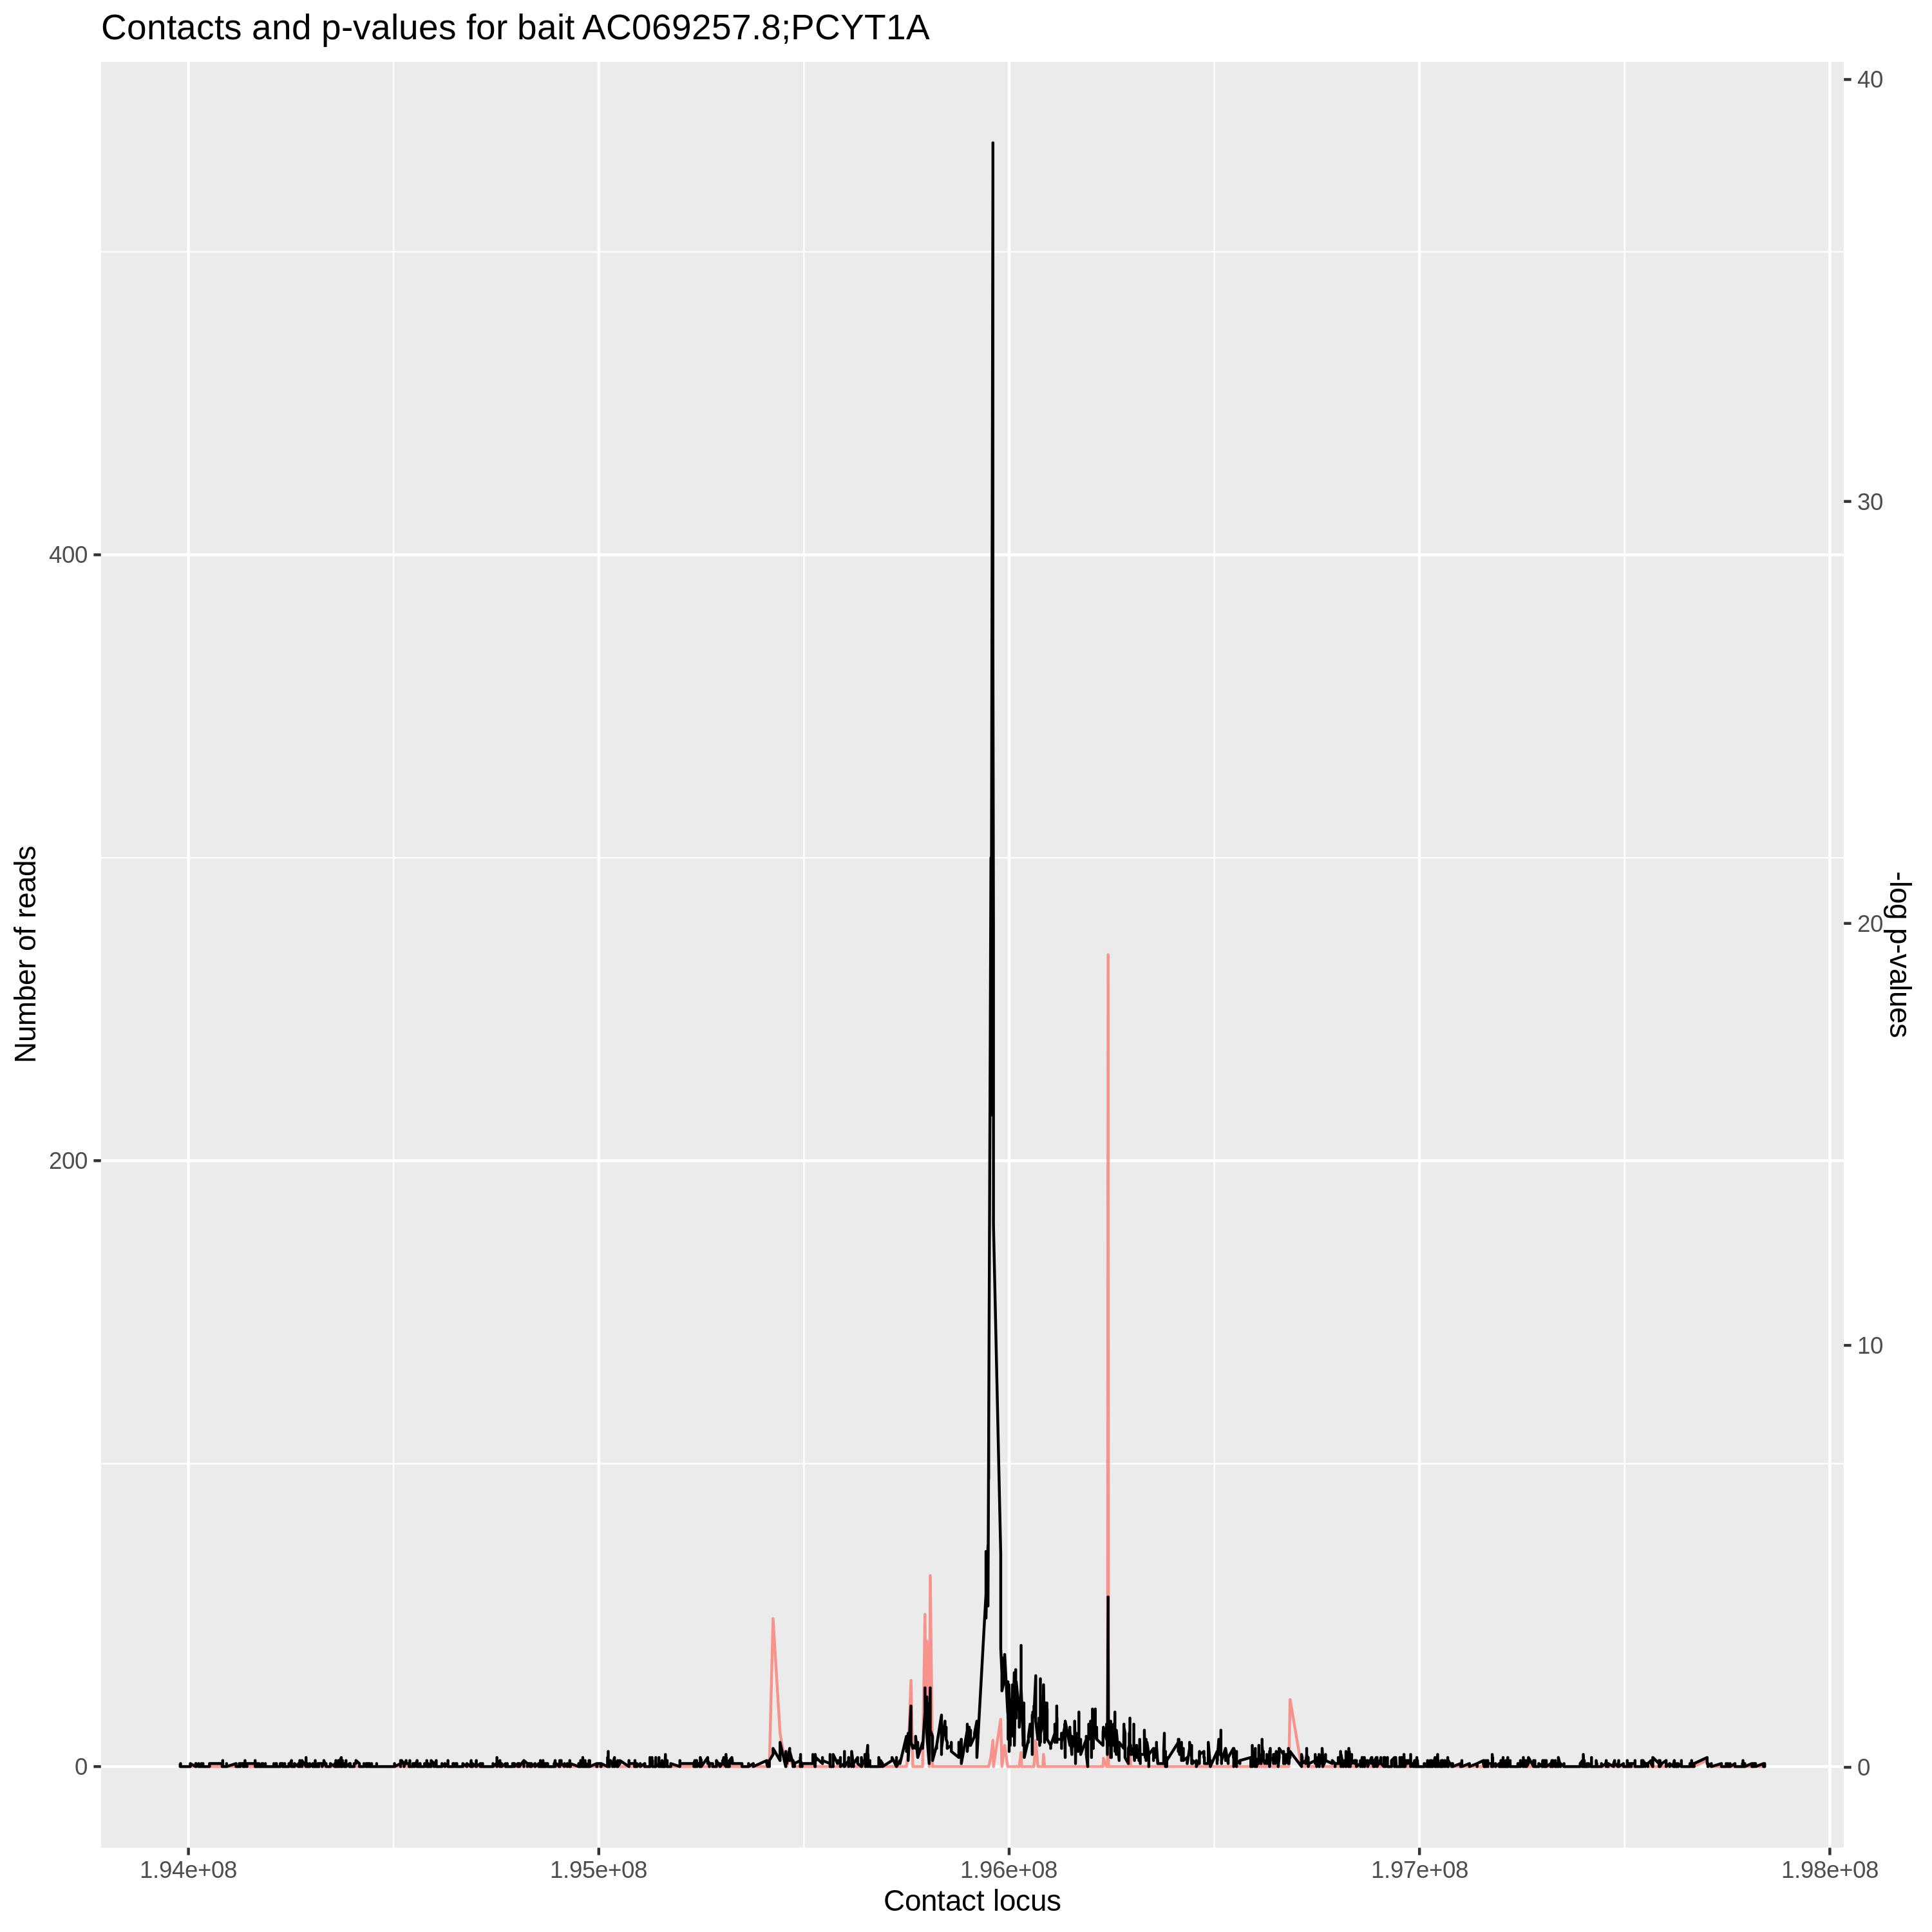 Contacts and p-values for bait AC069257.8;PCYT1A
40
30
20
10
0
-log p-values
400
200
0
Number of reads
1.94e+08
1.95e+08
1.96e+08
1.97e+08
1.98e+08
Contact locus